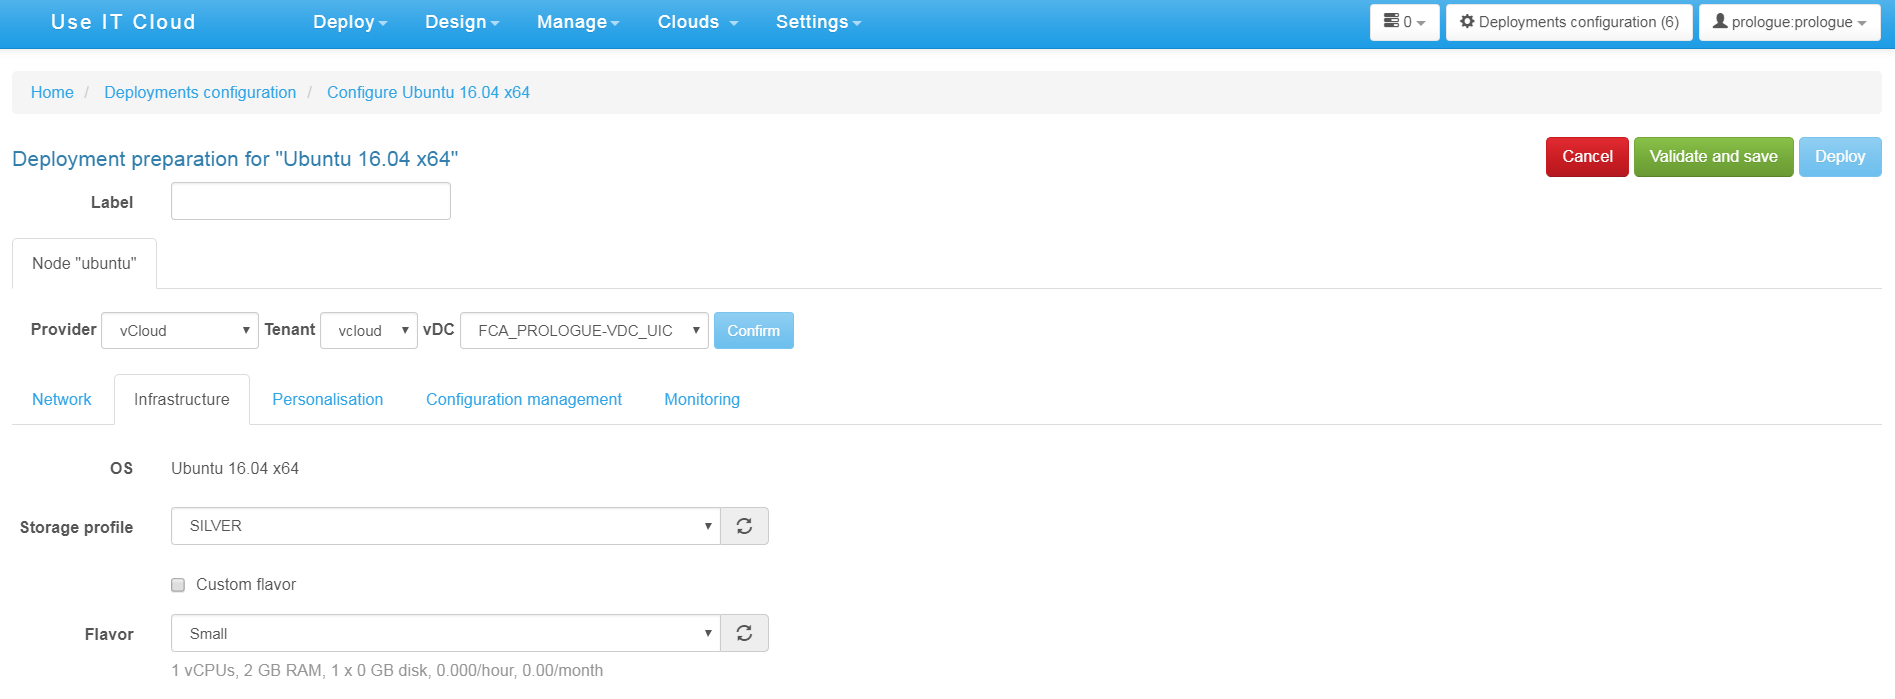 Use IT Cloud Deploy Design Manage Clouds Settings 0 Deployments configuration (6) prologue:prologue
Home / Deployments configuration / Configure Ubuntu 16.04 x64
Deployment preparation for "Ubuntu 16.04 x64" Cancel Validate and save Deploy
Label
Node "ubuntu"
Provider vCloud Tenant vcloud vDC FCA_PROLOGUE-VDC_UIC Confirm
Network Infrastructure Personalisation Configuration management Monitoring
OS Ubuntu 16.04 x64
Storage profile SILVER
Custom flavor
Flavor Small
1 vCPUs, 2 GB RAM, 1 x 0 GB disk, 0.000/hour, 0.00/month